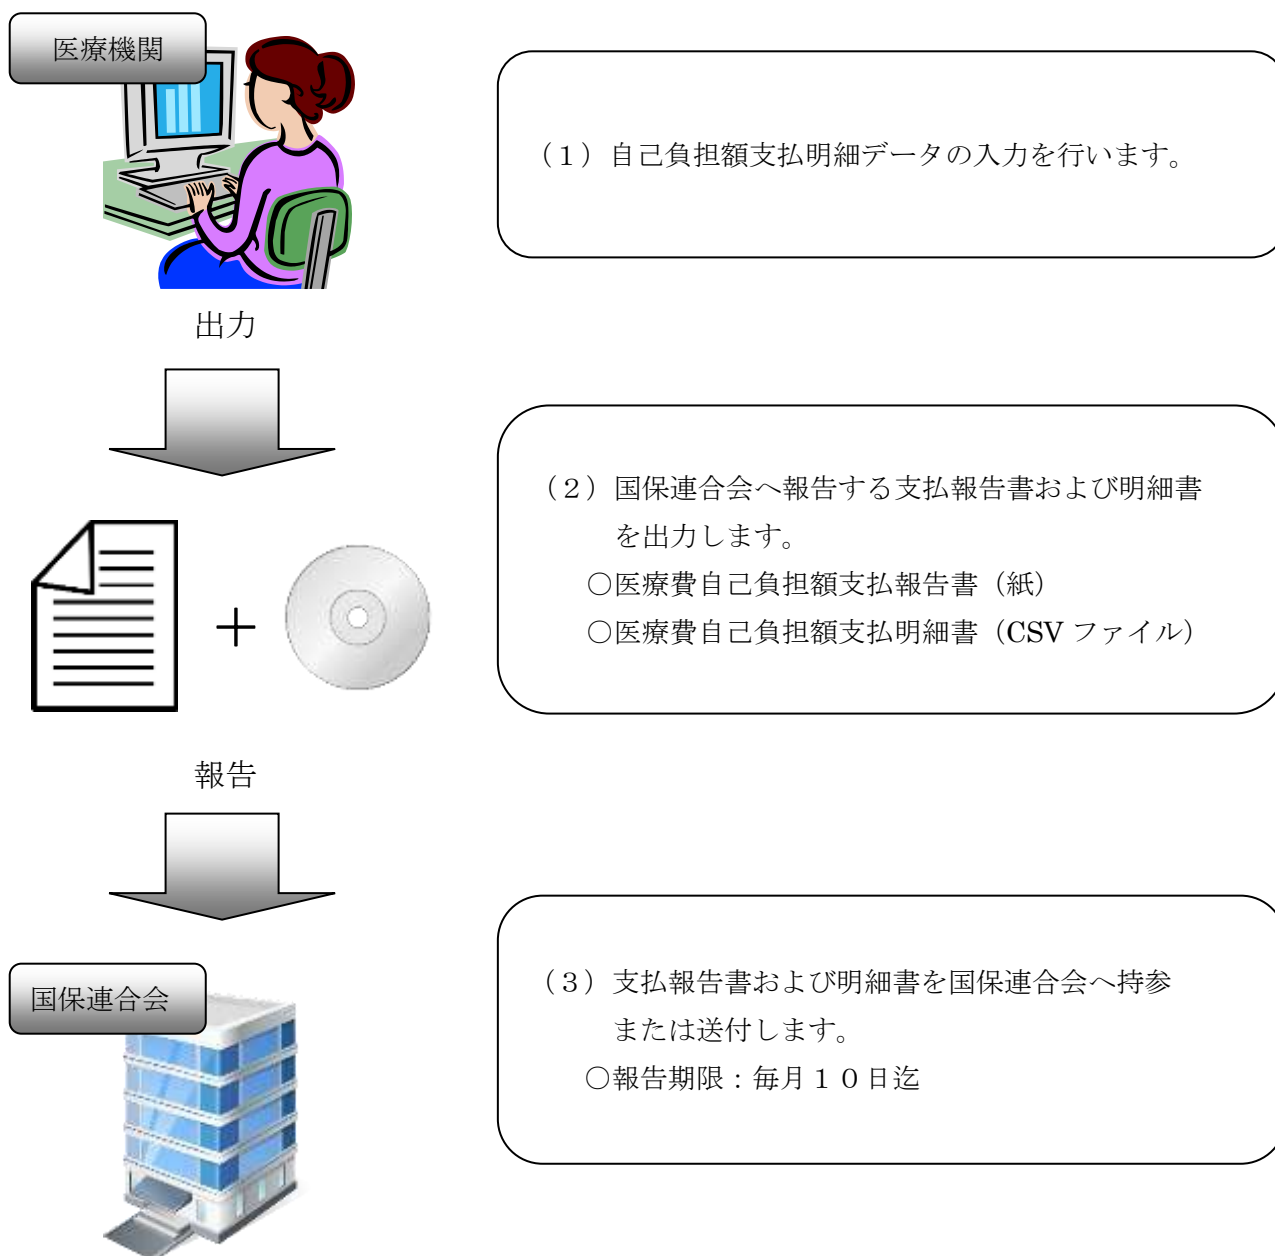 医療機関
（１）自己負担額支払明細データの入力を行います。
出力
（２）国保連合会へ報告する支払報告書および明細書
を出力します。
○医療費自己負担額支払報告書（紙）
○医療費自己負担額支払明細書（CSV ファイル）
＋
報告
国保連合会
（３）支払報告書および明細書を国保連合会へ持参
または送付します。
○報告期限：毎月１０日迄